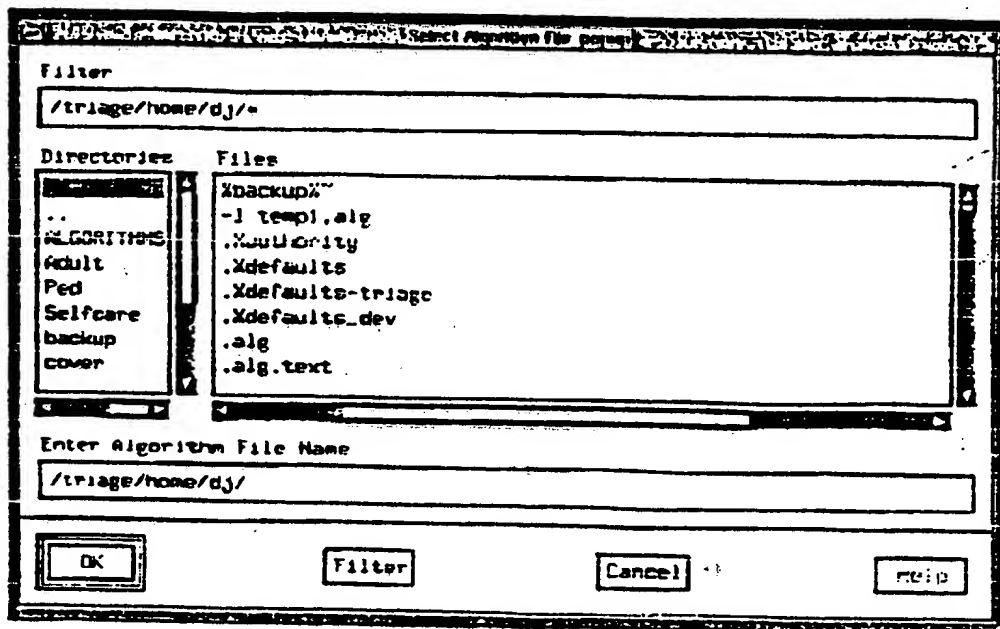 Select Algorithm File
Filter
/triage/home/dj/*
Directories
Files
..
ALGORITHMS
Adult
Ped
Selfcare
backup
cover
%backup%~
-l templ.alg
.Xauthority
.Xdefaults
.Xdefaults-triage
.Xdefaults_dev
.alg
.alg.text
Enter Algorithm File Name
/triage/home/dj/
OK
Filter
Cancel
Help